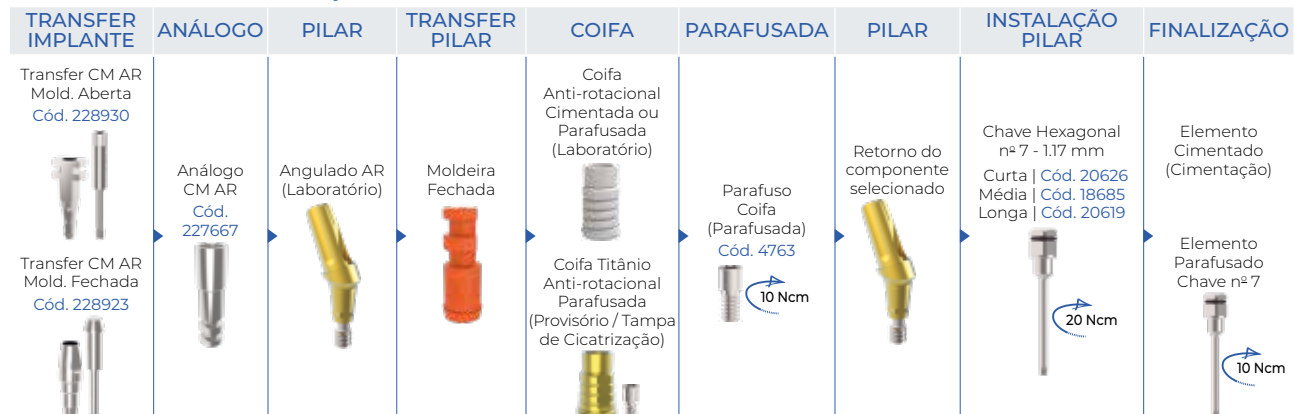 TRANSFER
IMPLANTE
ANÁLOGO
PILAR
TRANSFER
PILAR
COIFA
PARAFUSADA
PILAR
INSTALAÇÃO
PILAR
FINALIZAÇÃO
Transfer CM AR
Mold. Aberta
Cód. 228930
Transfer CM AR
Mold. Fechada
Cód. 228923
Análogo
CM AR
Cód.
227667
Angulado AR
(Laboratório)
Moldeira
Fechada
Coifa
Anti-rotacional
Cimentada ou
Parafusada
(Laboratório)
Coifa Titânio
Anti-rotacional
Parafusada
(Provisório / Tampa
de Cicatrização)
Parafuso
Coifa
(Parafusada)
Cód. 4763
10 Ncm
Retorno do
componente
selecionado
Chave Hexagonal
nº 7 - 1.17 mm
Curta | Cód. 20626
Média | Cód. 18685
Longa | Cód. 20619
20 Ncm
Elemento
Cimentado
(Cimentação)
Elemento
Parafusado
Chave nº 7
10 Ncm